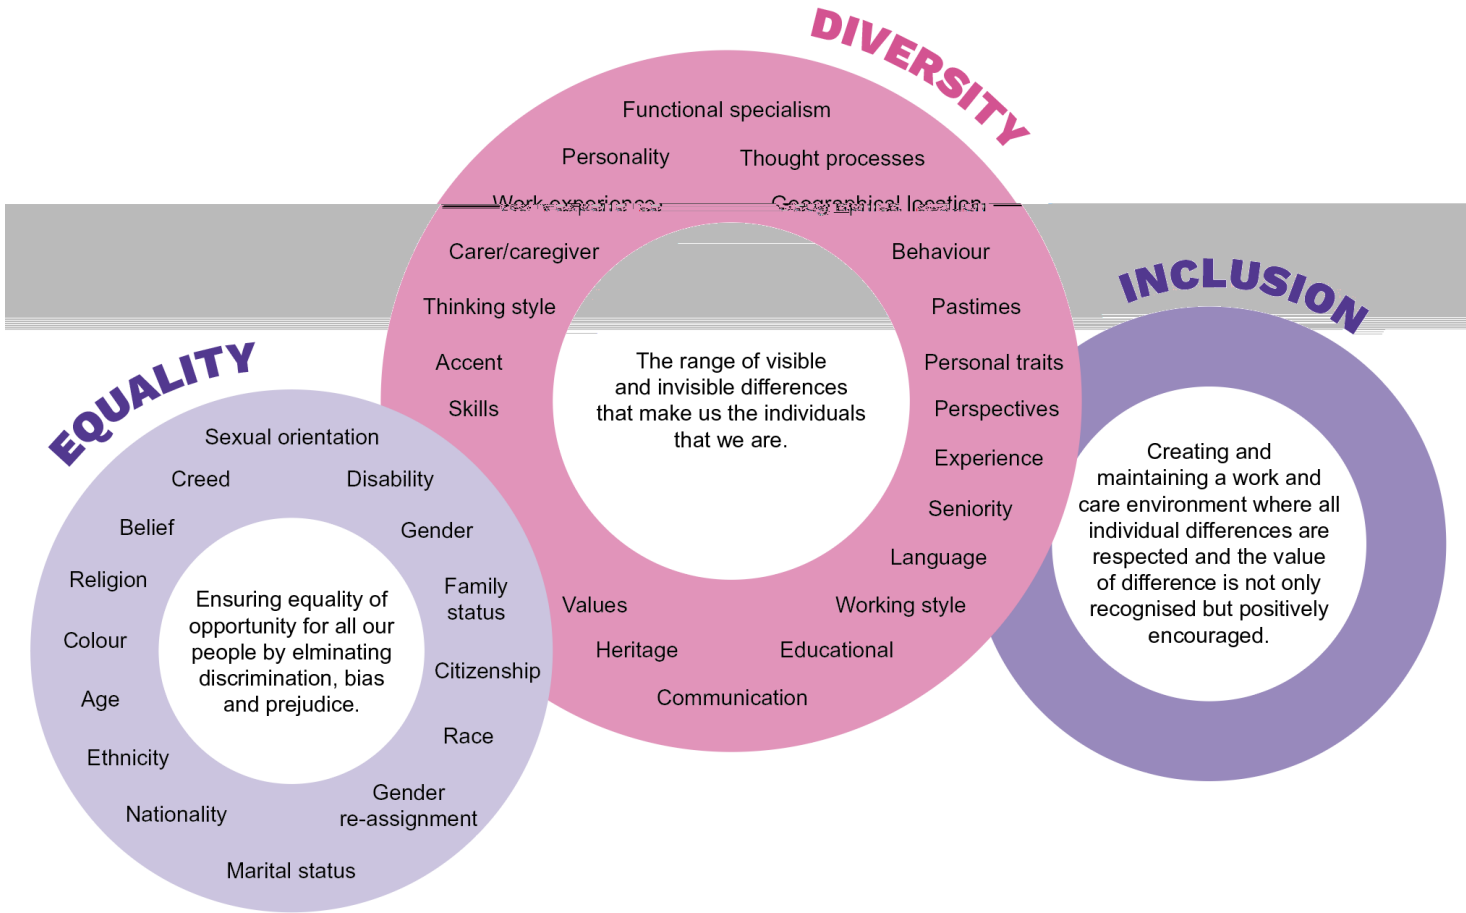 DIVERSITY
Functional specialism
Personality
Thought processes
Work experience
Geographical location
Carer/caregiver
Behaviour
Thinking style
Pastimes
Accent
Personal traits
Skills
Perspectives
Experience
Seniority
Language
Values
Working style
Heritage
Educational
Communication
The range of visible
and invisible differences
that make us the individuals
that we are.
EQUALITY
Sexual orientation
Creed
Disability
Belief
Gender
Religion
Family
status
Colour
Citizenship
Age
Race
Ethnicity
Gender
re-assignment
Nationality
Marital status
Ensuring equality of
opportunity for all our
people by elminating
discrimination, bias
and prejudice.
INCLUSION
Creating and
maintaining a work and
care environment where all
individual differences are
respected and the value
of difference is not only
recognised but positively
encouraged.